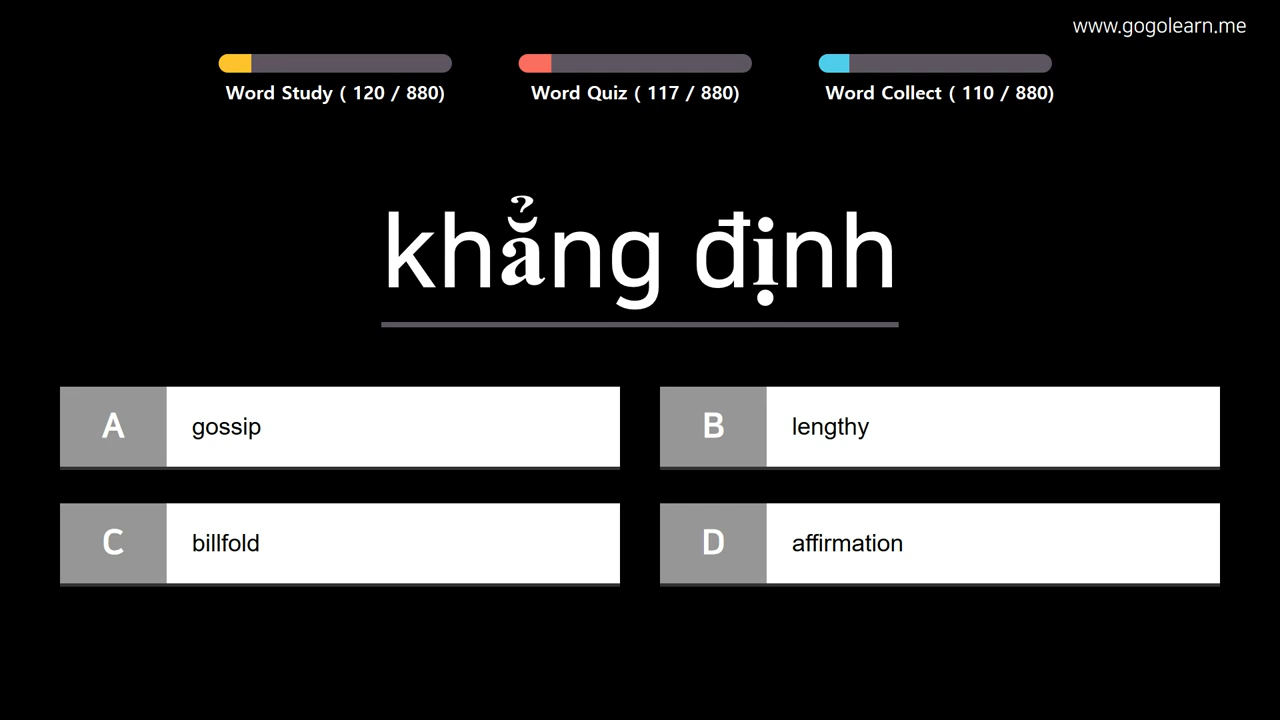 www.gogolearn.me
Word Study ( 120 / 880)
Word Quiz ( 117 / 880)
Word Collect ( 110 / 880)
khẳng định
A gossip
B lengthy
C billfold
D affirmation